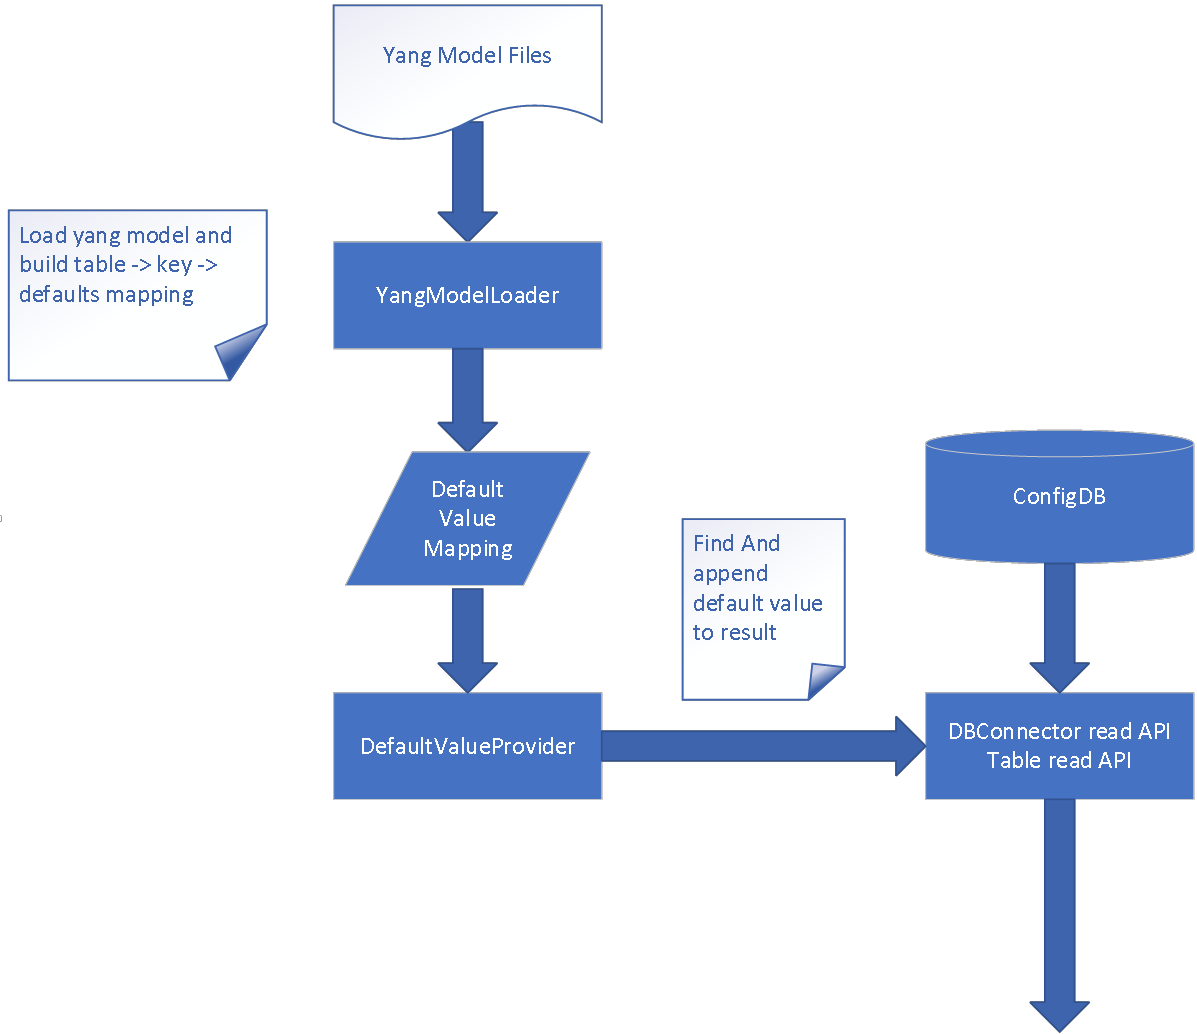 Yang Model Files
Load yang model and
build table -> key ->
defaults mapping
YangModelLoader
Default
Value
Mapping
ConfigDB
Find And
append
default value
to result
DefaultValueProvider
DBConnector read API
Table read API